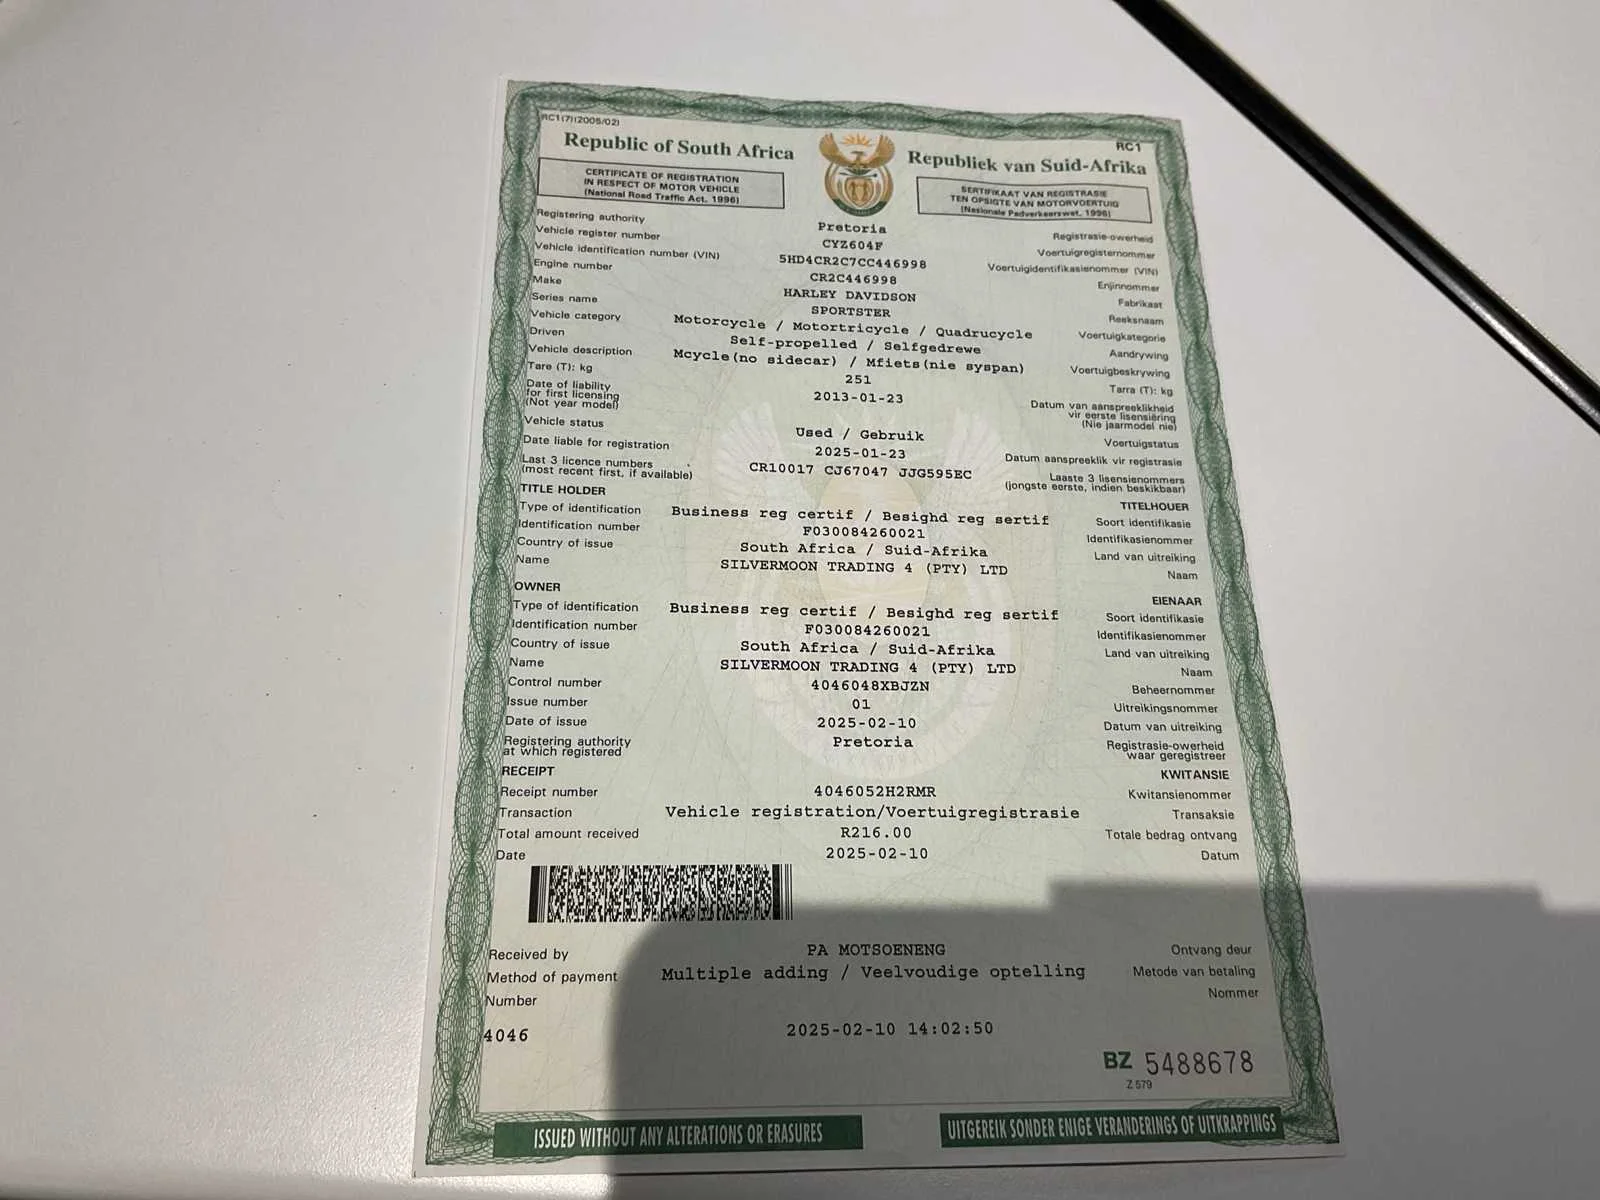 RC1(7)(2005/02)
RC1
Republic of South Africa
Republiek van Suid-Afrika
CERTIFICATE OF REGISTRATION
IN RESPECT OF MOTOR VEHICLE
(National Road Traffic Act, 1996)
SERTIFIKAAT VAN REGISTRASIE
TEN OPSIGTE VAN MOTORVOERTUIG
(Nasionale Padverkeerswet, 1996)
Registering authority Pretoria Registrasie-owerheid
Vehicle register number CYZ604F Voertuigregisternommer
Vehicle identification number (VIN) 5HD4CR2C7CC446998 Voertuigidentifikasienommer (VIN)
Engine number CR2C446998 Enjinnommer
Make HARLEY DAVIDSON Fabrikaat
Series name SPORTSTER Reeksnaam
Vehicle category Motorcycle / Motortricycle / Quadrucycle Voertuigkategorie
Driven Self-propelled / Selfgedrewe Aandrywing
Vehicle description Mcycle(no sidecar) / Mfiets(nie syspan) Voertuigbeskrywing
Tare (T): kg 251 Tarra (T): kg
Date of liability
for first licensing
(Not year model)
2013-01-23
Datum van aanspreeklikheid
vir eerste lisensiëring
(Nie jaarmodel nie)
Vehicle status Used / Gebruik Voertuigstatus
Date liable for registration 2025-01-23 Datum aanspreeklik vir registrasie
Last 3 licence numbers
(most recent first, if available)
CR10017 CJ67047 JJG595EC
Laaste 3 lisensienommers
(jongste eerste, indien beskikbaar)
TITLE HOLDER TITELHOUER
Type of identification Business reg certif / Besighd reg sertif Soort identifikasie
Identification number F030084260021 Identifikasienommer
Country of issue South Africa / Suid-Afrika Land van uitreiking
Name SILVERMOON TRADING 4 (PTY) LTD Naam
OWNER EIENAAR
Type of identification Business reg certif / Besighd reg sertif Soort identifikasie
Identification number F030084260021 Identifikasienommer
Country of issue South Africa / Suid-Afrika Land van uitreiking
Name SILVERMOON TRADING 4 (PTY) LTD Naam
Control number 4046048XBJZN Beheernommer
Issue number 01 Uitreikingsnommer
Date of issue 2025-02-10 Datum van uitreiking
Registering authority
at which registered
Pretoria
Registrasie-owerheid
waar geregistreer
RECEIPT KWITANSIE
Receipt number 4046052H2RMR Kwitansienommer
Transaction Vehicle registration/Voertuigregistrasie Transaksie
Total amount received R216.00 Totale bedrag ontvang
Date 2025-02-10 Datum
Received by PA MOTSOENENG Ontvang deur
Method of payment Multiple adding / Veelvoudige optelling Metode van betaling
Number Nommer
4046 2025-02-10 14:02:50
BZ 5488678
Z 579
ISSUED WITHOUT ANY ALTERATIONS OR ERASURES
UITGEREIK SONDER ENIGE VERANDERINGS OF UITKRAPPINGS